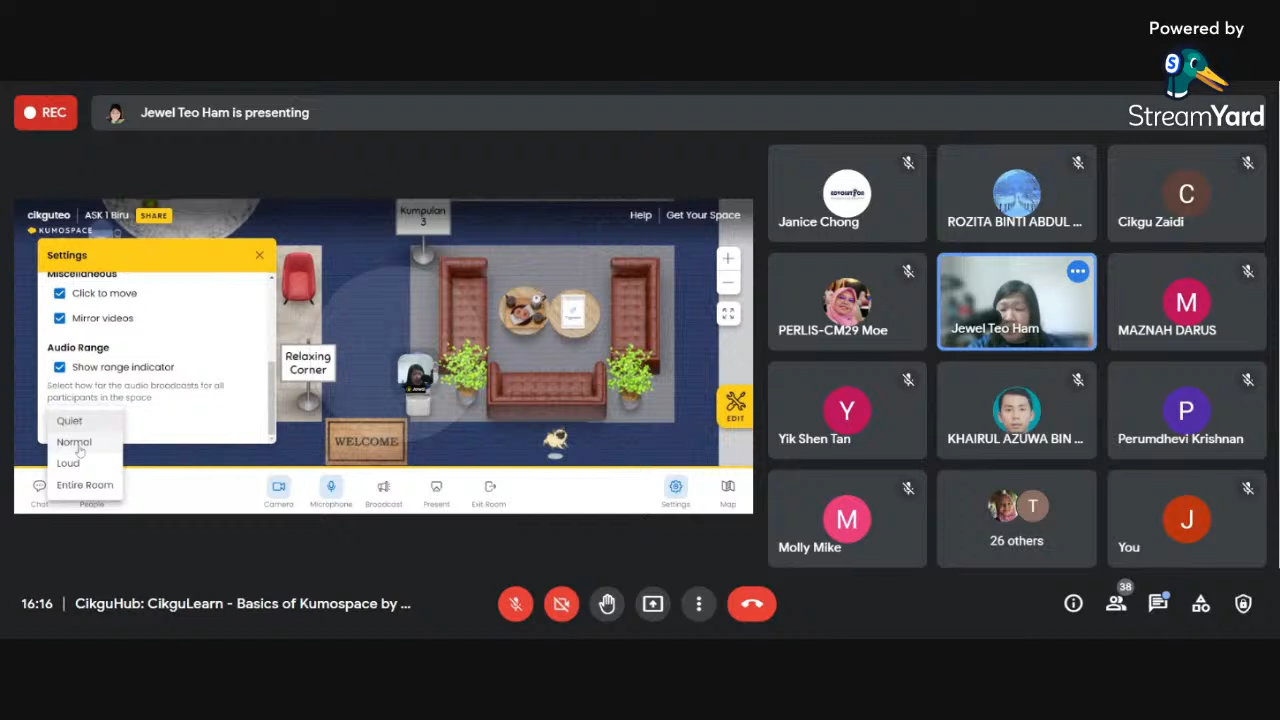 Powered by
StreamYard
REC
Jewel Teo Ham is presenting
cikguteo
ASK 1 Biru
SHARE
KUMOSPACE
Help
Get Your Space
Kumpulan
3
Settings
Miscellaneous
Click to move
Mirror videos
Audio Range
Show range indicator
Select how far the audio broadcasts for all
participants in the space
Quiet
Normal
Loud
Entire Room
Relaxing
Corner
Jewel
WELCOME
EDIT
Chat
People
Camera
Microphone
Broadcast
Present
Exit Room
Settings
Map
Janice Chong
ROZITA BINTI ABDUL ...
C
Cikgu Zaidi
PERLIS-CM29 Moe
Jewel Teo Ham
M
MAZNAH DARUS
Y
Yik Shen Tan
KHAIRUL AZUWA BIN ...
P
Perumdhevi Krishnan
M
Molly Mike
T
26 others
J
You
16:16
CikguHub: CikguLearn - Basics of Kumospace by ...
38